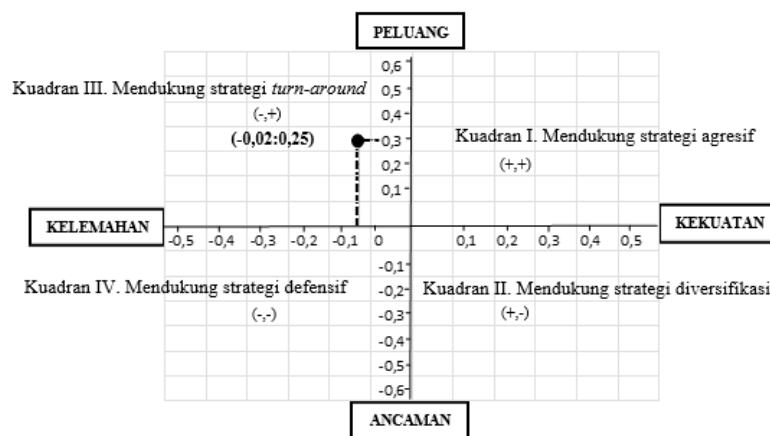 PELUANG
0,6
Kuadran III. Mendukung strategi turn-around
0,5
(-,+)
0,4
(-0,02:0,25)
0,3
Kuadran I. Mendukung strategi agresif
0,2
(+,+)
0,1
KELEMAHAN
KEKUATAN
-0,5 -0,4 -0,3 -0,2 -0,1 0 0,1 0,2 0,3 0,4 0,5
-0,1
Kuadran IV. Mendukung strategi defensif
-0,2
Kuadran II. Mendukung strategi diversifikasi
(-,-)
-0,3
(+,-)
-0,4
-0,5
-0,6
ANCAMAN